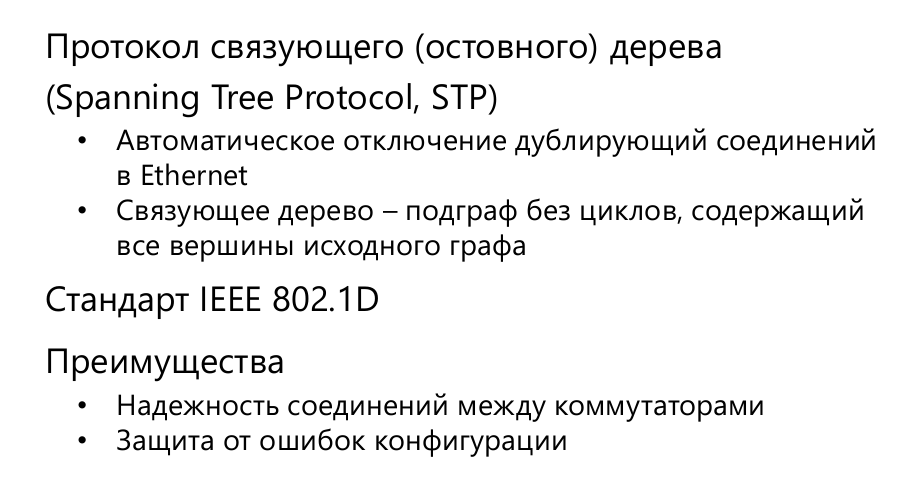 Протокол связующего (остовного) дерева
(Spanning Tree Protocol, STP)
• Автоматическое отключение дублирующий соединений
в Ethernet
• Связующее дерево – подграф без циклов, содержащий
все вершины исходного графа
Стандарт IEEE 802.1D
Преимущества
• Надежность соединений между коммутаторами
• Защита от ошибок конфигурации